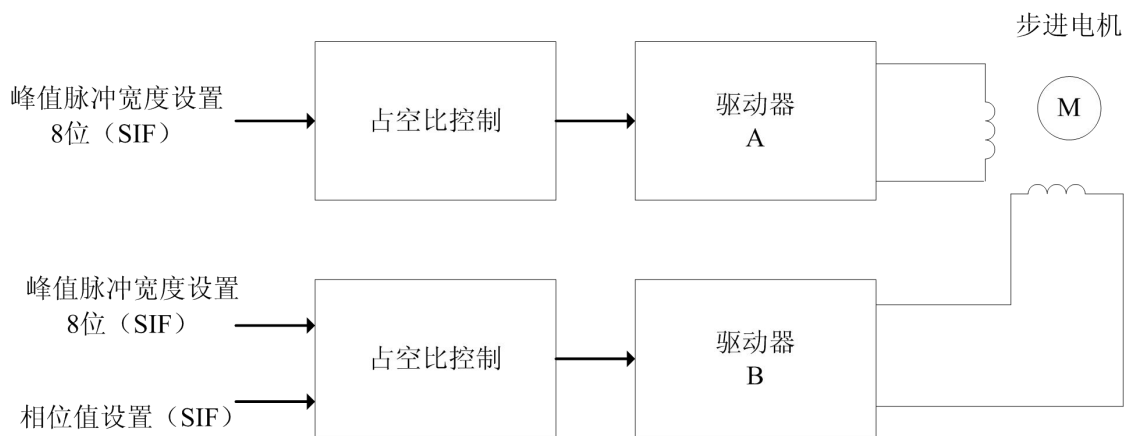 步进电机
峰值脉冲宽度设置
8位（SIF）
占空比控制
驱动器
A
M
峰值脉冲宽度设置
8位（SIF）
相位值设置（SIF）
占空比控制
驱动器
B